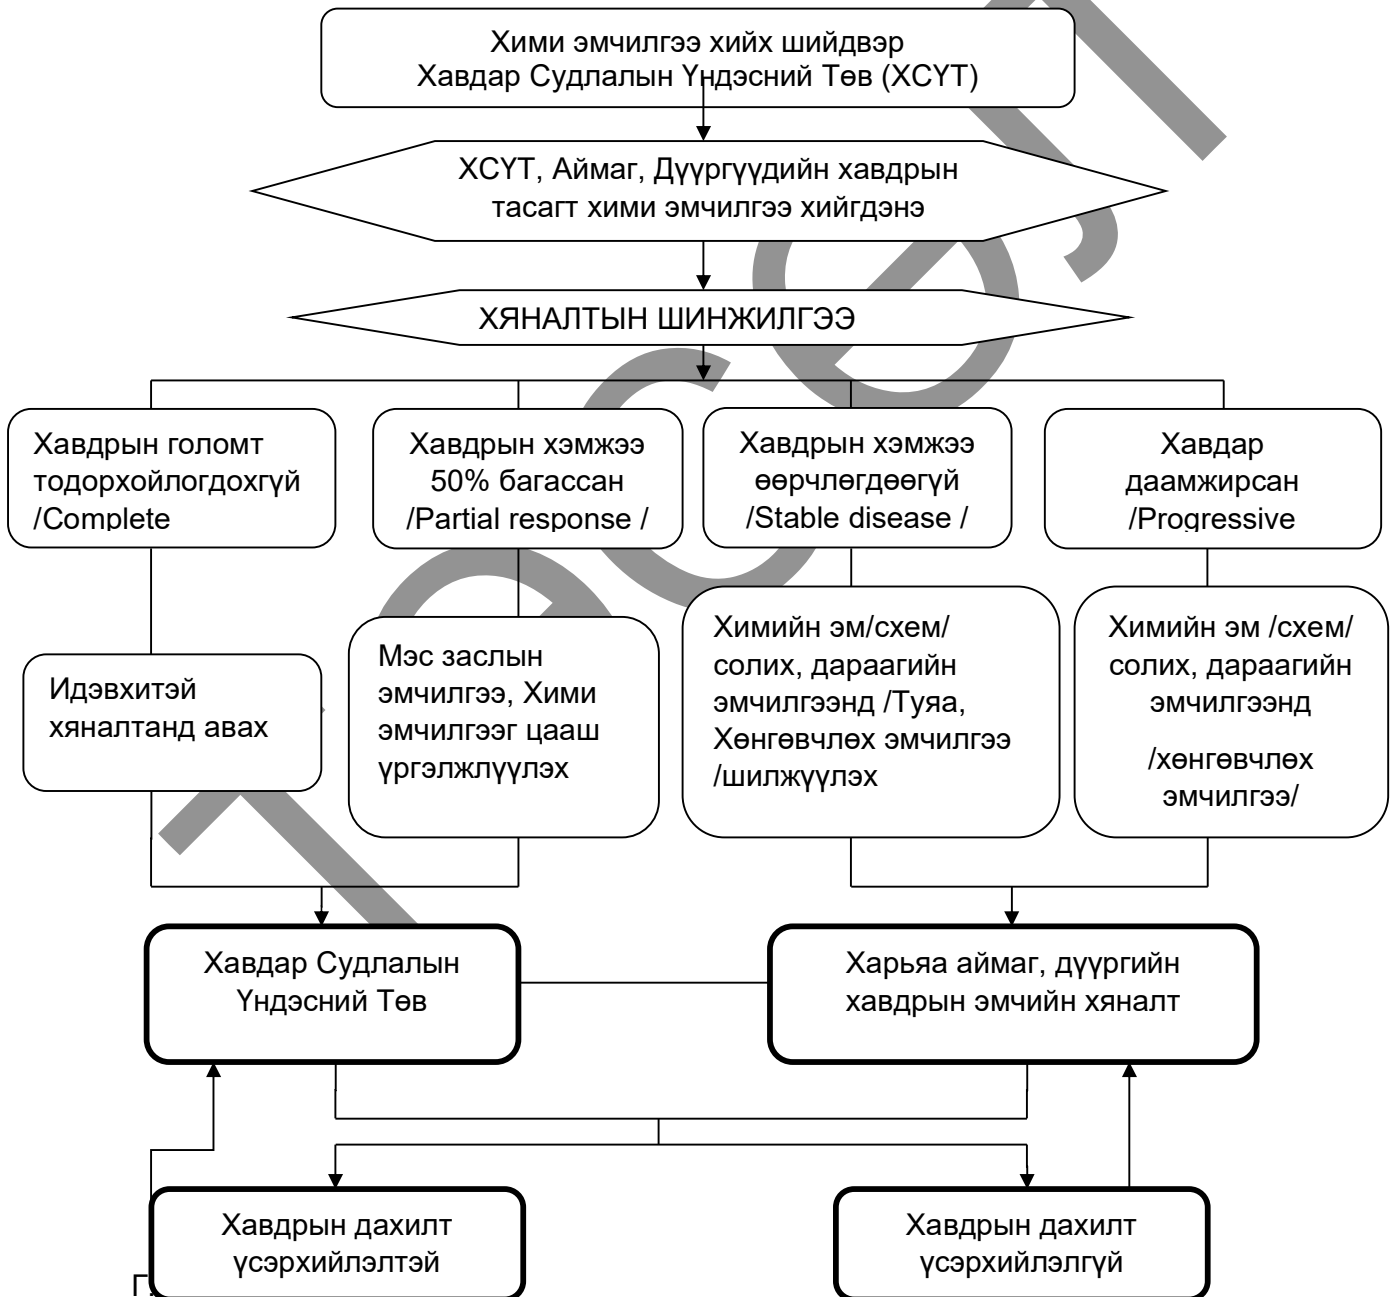 Хими эмчилгээ хийх шийдвэр
Хавдар Судлалын Үндэсний Төв (ХСҮТ)
ХСҮТ, Аймаг, Дүүргүүдийн хавдрын
тасагт хими эмчилгээ хийгдэнэ
ХЯНАЛТЫН ШИНЖИЛГЭЭ
Хавдрын голомт
тодорхойлогдохгүй
/Complete
Хавдрын хэмжээ
50% багассан
/Partial response /
Хавдрын хэмжээ
өөрчлөгдөөгүй
/Stable disease /
Хавдар
даамжирсан
/Progressive
Идэвхитэй
хяналтанд авах
Мэс заслын
эмчилгээ, Хими
эмчилгээг цааш
үргэлжлүүлэх
Химийн эм/схем/
солих, дараагийн
эмчилгээнд /Туяа,
Хөнгөвчлөх эмчилгээ
/шилжүүлэх
Химийн эм /схем/
солих, дараагийн
эмчилгээнд
/хөнгөвчлөх
эмчилгээ/
Хавдар Судлалын
Үндэсний Төв
Харьяа аймаг, дүүргийн
хавдрын эмчийн хяналт
Хавдрын дахилт
үсэрхийлэлтэй
Хавдрын дахилт
үсэрхийлэлгүй